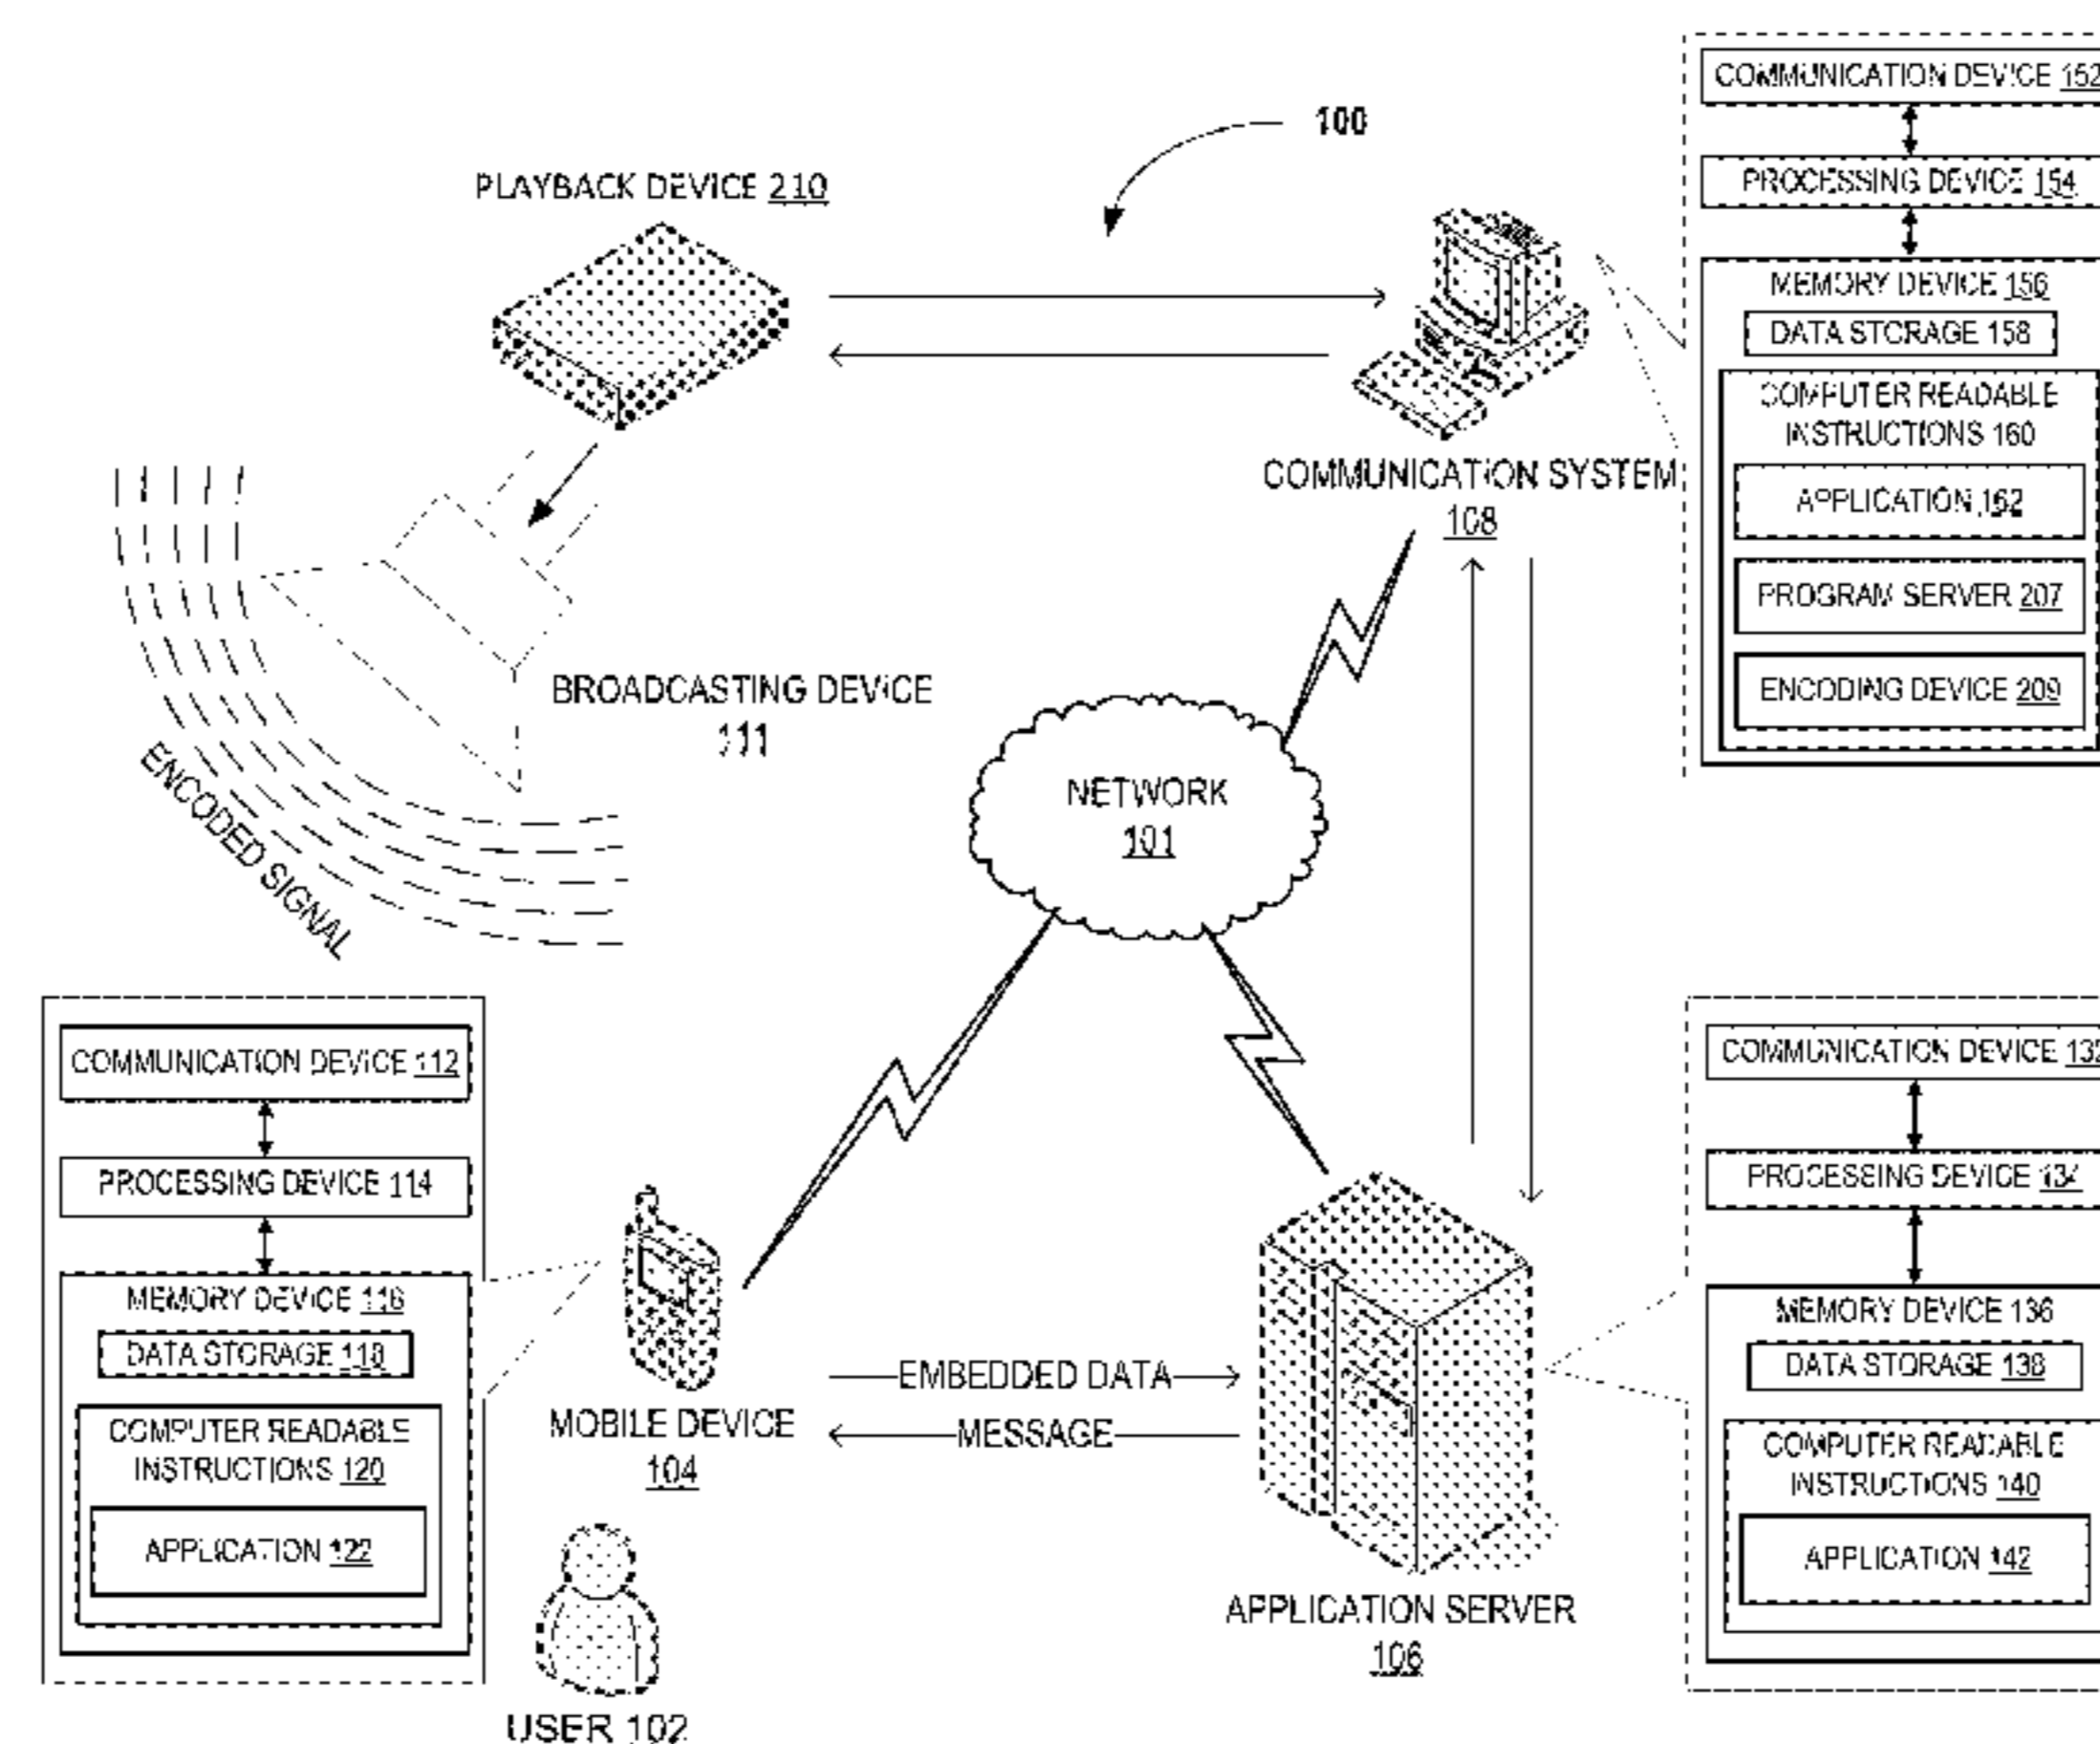 100
PLAYBACK DEVICE 210
COMMUNICATION SYSTEM
108
BROADCASTING DEVICE
111
ENCODED SIGNAL
NETWORK
101
COMMUNICATION DEVICE 152
PROCESSING DEVICE 154
MEMORY DEVICE 156
DATA STORAGE 158
COMPUTER READABLE
INSTRUCTIONS 160
APPLICATION 162
PROGRAM SERVER 207
ENCODING DEVICE 209
COMMUNICATION DEVICE 112
PROCESSING DEVICE 114
MEMORY DEVICE 116
DATA STORAGE 118
COMPUTER READABLE
INSTRUCTIONS 120
APPLICATION 122
MOBILE DEVICE
104
USER 102
EMBEDDED DATA
MESSAGE
APPLICATION SERVER
106
COMMUNICATION DEVICE 132
PROCESSING DEVICE 134
MEMORY DEVICE 136
DATA STORAGE 138
COMPUTER READABLE
INSTRUCTIONS 140
APPLICATION 142